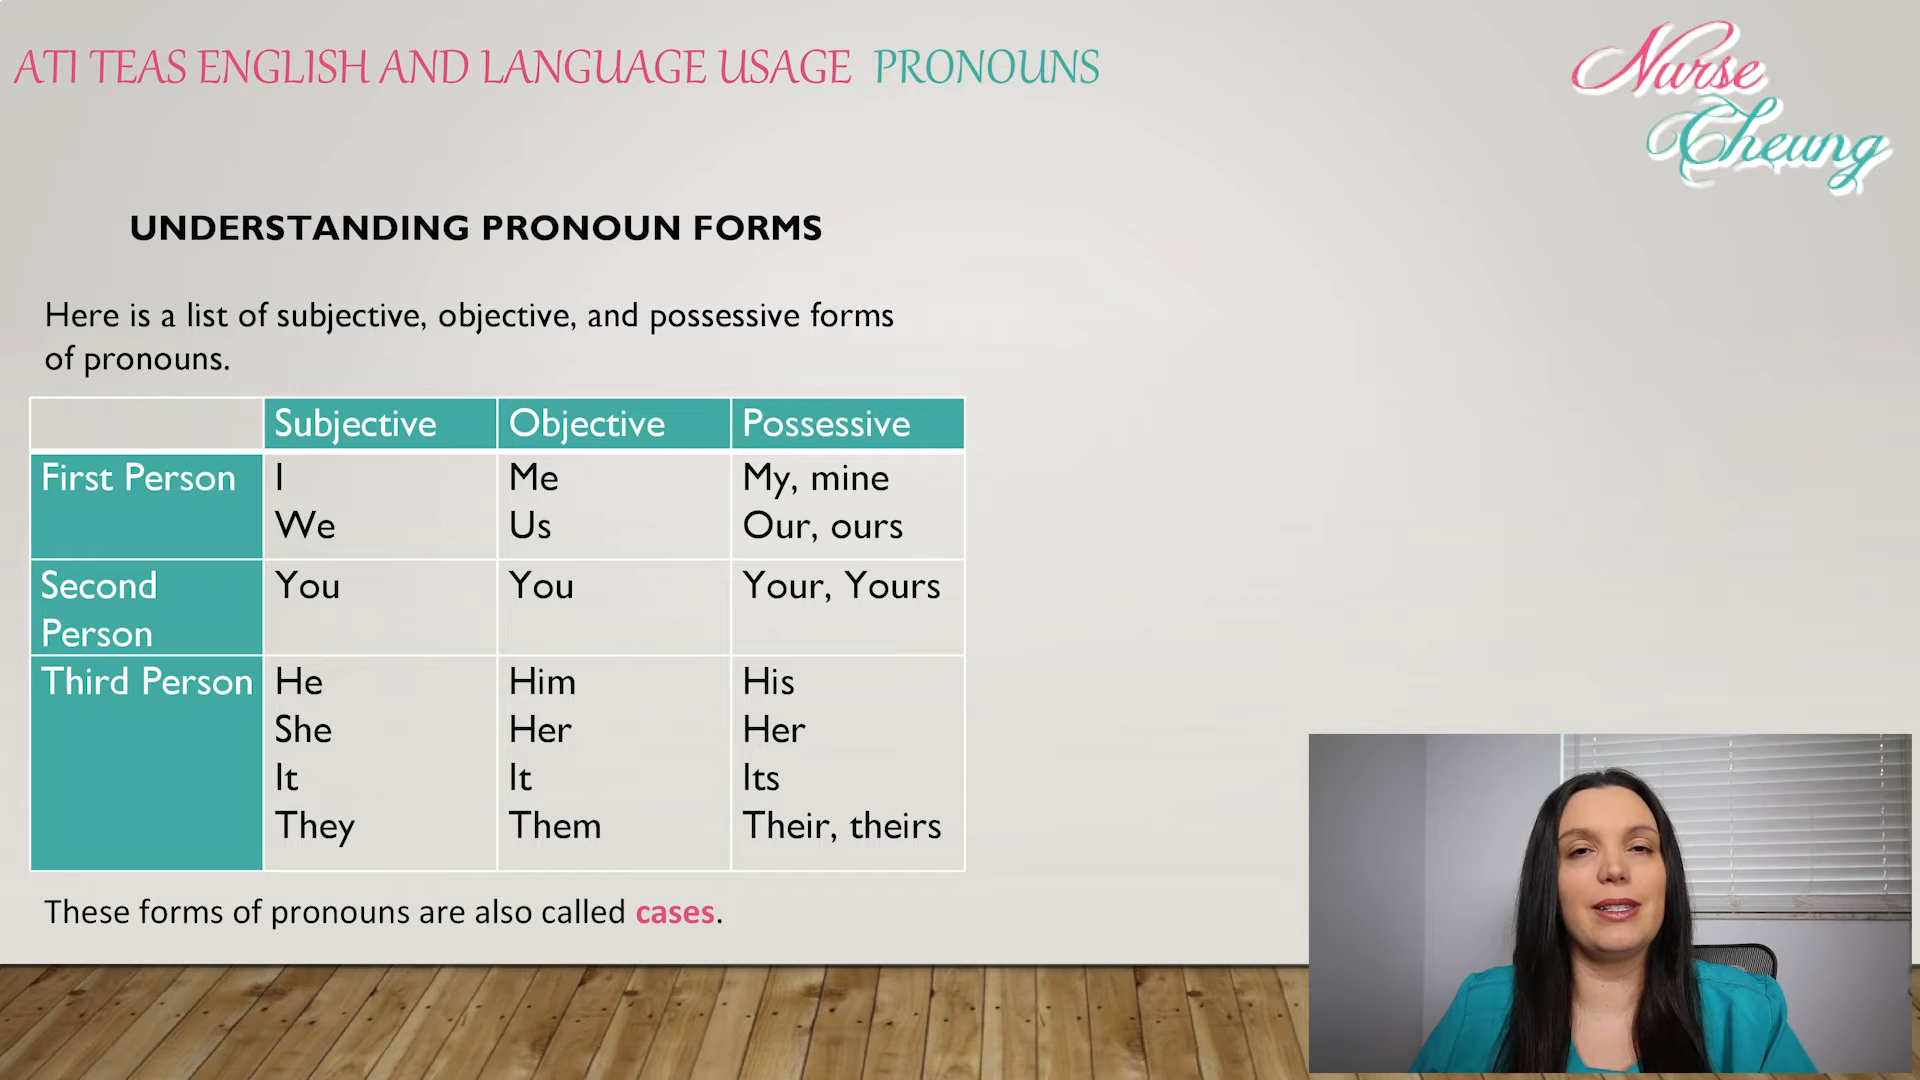 ATI TEAS ENGLISH AND LANGUAGE USAGE PRONOUNS
Nurse
Cheung
UNDERSTANDING PRONOUN FORMS
Here is a list of subjective, objective, and possessive forms
of pronouns.
Subjective Objective Possessive
First Person I Me My, mine
We Us Our, ours
Second You You Your, Yours
Person
Third Person He Him His
She Her Her
It It Its
They Them Their, theirs
These forms of pronouns are also called cases.